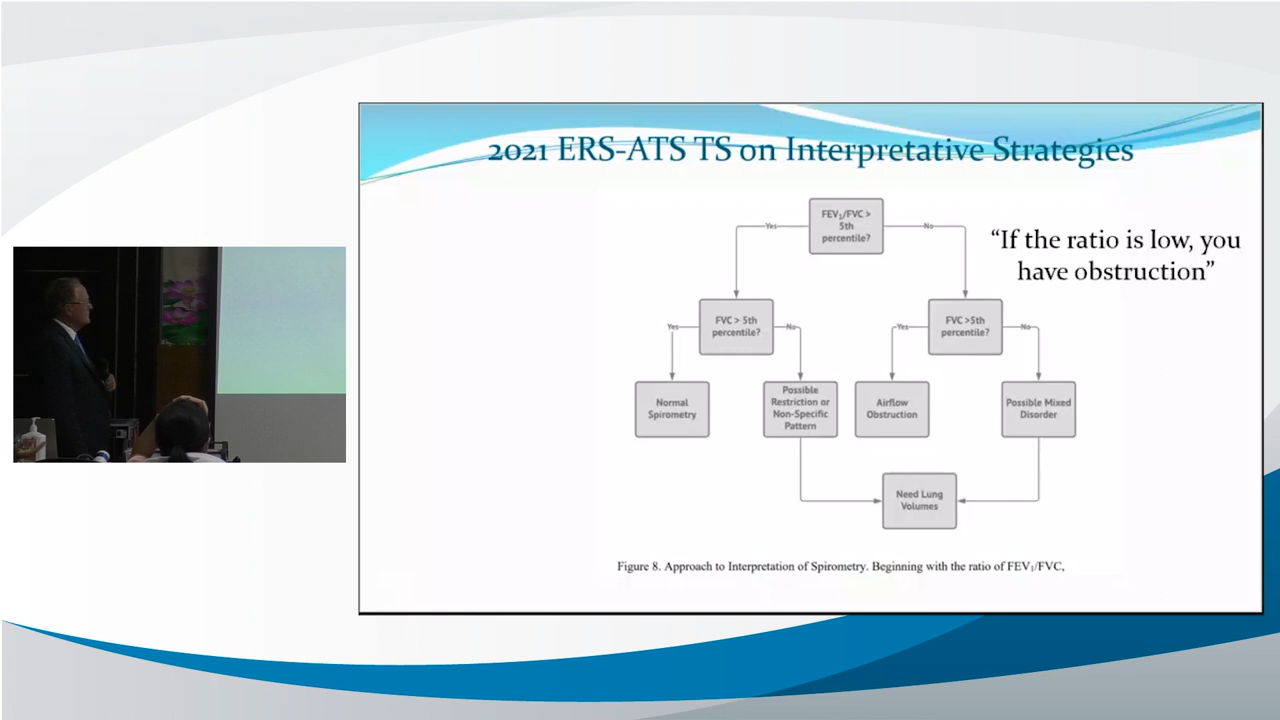 2021 ERS-ATS TS on Interpretative Strategies
FEV₁/FVC >
5th
percentile?
Yes
No
“If the ratio is low, you
have obstruction”
FVC > 5th
percentile?
FVC >5th
percentile?
Yes
No
Yes
No
Normal
Spirometry
Possible
Restriction or
Non-Specific
Pattern
Airflow
Obstruction
Possible Mixed
Disorder
Need Lung
Volumes
Figure 8. Approach to Interpretation of Spirometry. Beginning with the ratio of FEV₁/FVC,